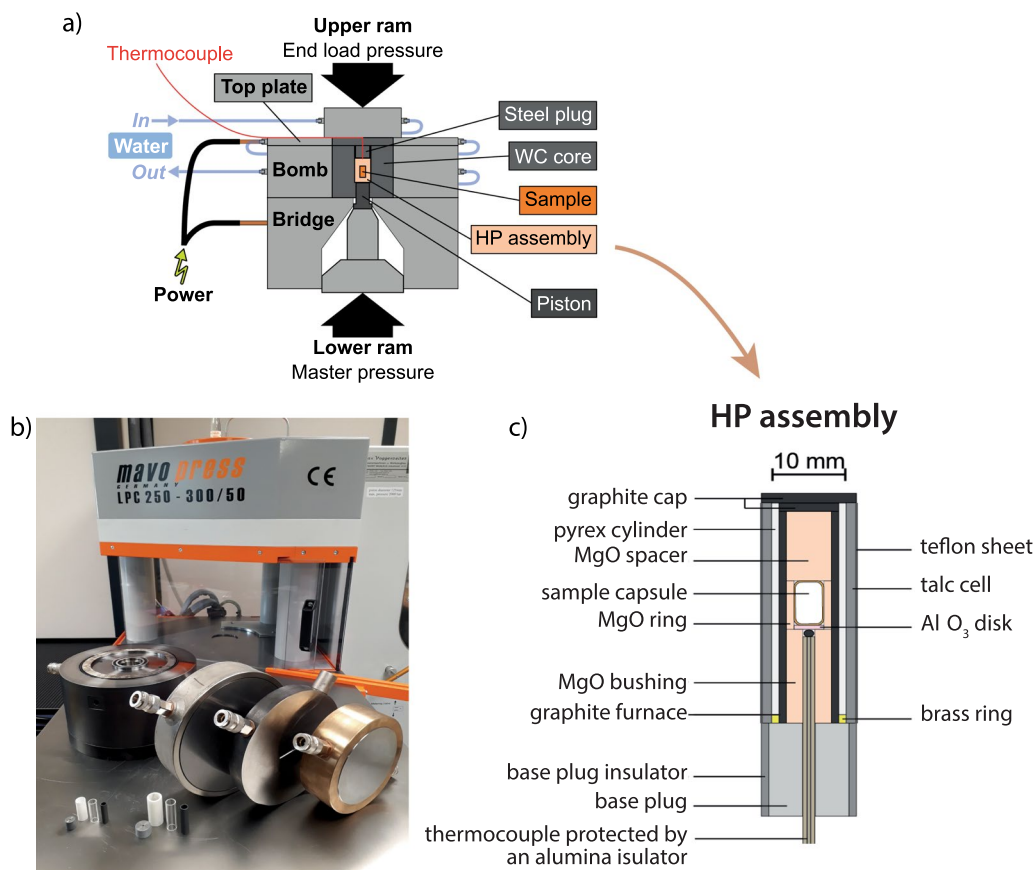 a)
Upper ram
End load pressure
Thermocouple
Top plate
Steel plug
In
Water
WC core
Out
Bomb
Sample
Bridge
HP assembly
Power
Piston
Lower ram
Master pressure
b)
mavo press
GERMANY
LPC 250 - 300/50
CE
c)
HP assembly
10 mm
graphite cap
pyrex cylinder
MgO spacer
teflon sheet
talc cell
sample capsule
MgO ring
Al O3 disk
MgO bushing
graphite furnace
brass ring
base plug insulator
base plug
thermocouple protected by
an alumina isulator